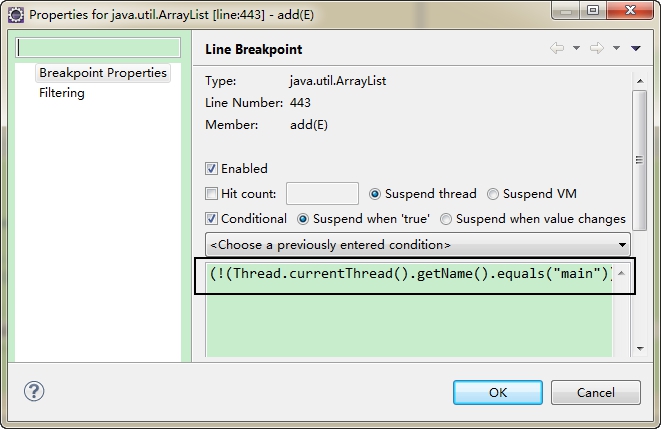 Properties for java.util.ArrayList [line:443] - add(E)
Breakpoint Properties
Filtering
Line Breakpoint
Type: java.util.ArrayList
Line Number: 443
Member: add(E)
Enabled
Hit count: Suspend thread Suspend VM
Conditional Suspend when 'true' Suspend when value changes
<Choose a previously entered condition>
(!(Thread.currentThread().getName().equals("main"))
?
OK Cancel